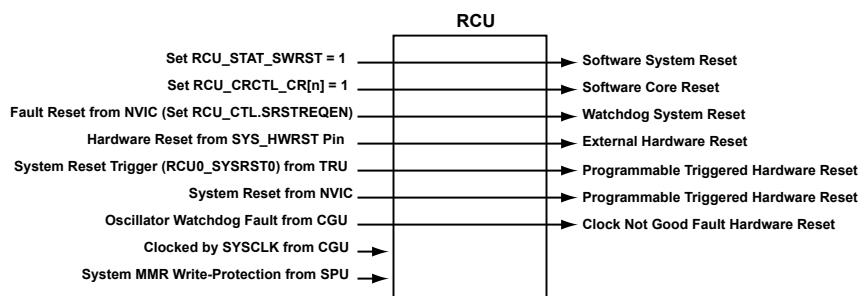 RCU
Set RCU_STAT_SWRST = 1
Software System Reset
Set RCU_CRCTL_CR[n] = 1
Software Core Reset
Fault Reset from NVIC (Set RCU_CTL.SRSTREQEN)
Watchdog System Reset
Hardware Reset from SYS_HWRST Pin
External Hardware Reset
System Reset Trigger (RCU0_SYSRST0) from TRU
Programmable Triggered Hardware Reset
System Reset from NVIC
Programmable Triggered Hardware Reset
Oscillator Watchdog Fault from CGU
Clock Not Good Fault Hardware Reset
Clocked by SYSCLK from CGU
System MMR Write-Protection from SPU